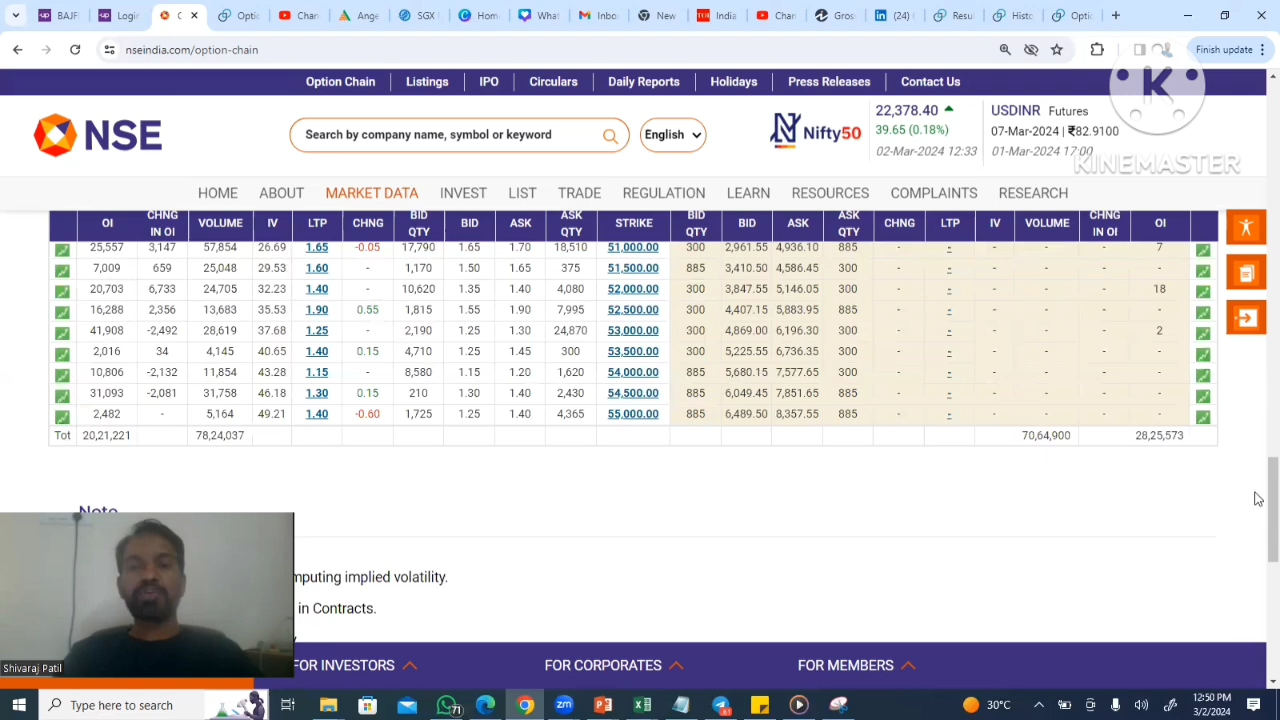 Bp
Login
SGX
Ch
A
SG
C Hom
Inbo
REG
Cha
Mar
(24)
Opti
nseindia.com/option-chain
Finish update
Option Chain Listings IPO Circulars Daily Reports Holidays Press Releases Contact Us
NSE
Search by company name, symbol or keyword
English
Nifty50
22,378.40
39.65 (0.18%)
02-Mar-2024 12:33
USDINR Futures
07-Mar-2024 | ₹82.9100
01-Mar-2024 17:00
K
KINEMASTER
HOME ABOUT MARKET DATA INVEST LIST TRADE REGULATION LEARN RESOURCES COMPLAINTS RESEARCH
OI CHNG IN OI VOLUME IV LTP CHNG BID QTY BID ASK ASK QTY STRIKE BID QTY BID ASK ASK QTY CHNG LTP IV VOLUME CHNG IN OI OI
25,557 3,147 57,854 26.69 1.65 -0.05 17,790 1.65 1.70 18,510 51,000.00 300 2,961.55 4,936.10 885 - - - - - 7
7,009 659 25,048 29.53 1.60 - 1,170 1.50 1.65 375 51,500.00 885 3,410.50 4,586.45 300 - - - - - -
20,703 6,733 24,705 32.23 1.40 - 10,620 1.35 1.40 4,080 52,000.00 300 3,847.55 5,146.05 300 - - - - - 18
16,288 2,356 13,683 35.53 1.90 0.55 1,815 1.55 1.90 7,995 52,500.00 300 4,407.15 5,883.95 300 - - - - - -
41,908 -2,492 28,619 37.68 1.25 - 2,190 1.25 1.30 24,870 53,000.00 300 4,869.00 6,196.30 300 - - - - - 2
2,016 34 4,145 40.65 1.40 0.15 4,710 1.25 1.45 300 53,500.00 300 5,225.55 6,736.35 300 - - - - - -
10,806 -2,132 11,854 43.28 1.15 - 8,580 1.15 1.20 1,620 54,000.00 885 5,680.15 7,577.65 885 - - - - - -
31,093 -2,081 31,758 46.18 1.30 0.15 210 1.30 1.40 2,430 54,500.00 885 6,049.45 7,851.65 885 - - - - - -
2,482 - 5,164 49.21 1.40 -0.60 1,725 1.25 1.40 4,365 55,000.00 885 6,489.50 8,357.55 885 - - - - - -
Tot 20,21,221 78,24,037 70,64,900 28,25,573
Note
mputing implied volatility.
in Contracts.
Shivaraj Patil
FOR INVESTORS FOR CORPORATES FOR MEMBERS
Type here to search
71
zm
30°C
12:50 PM
3/2/2024